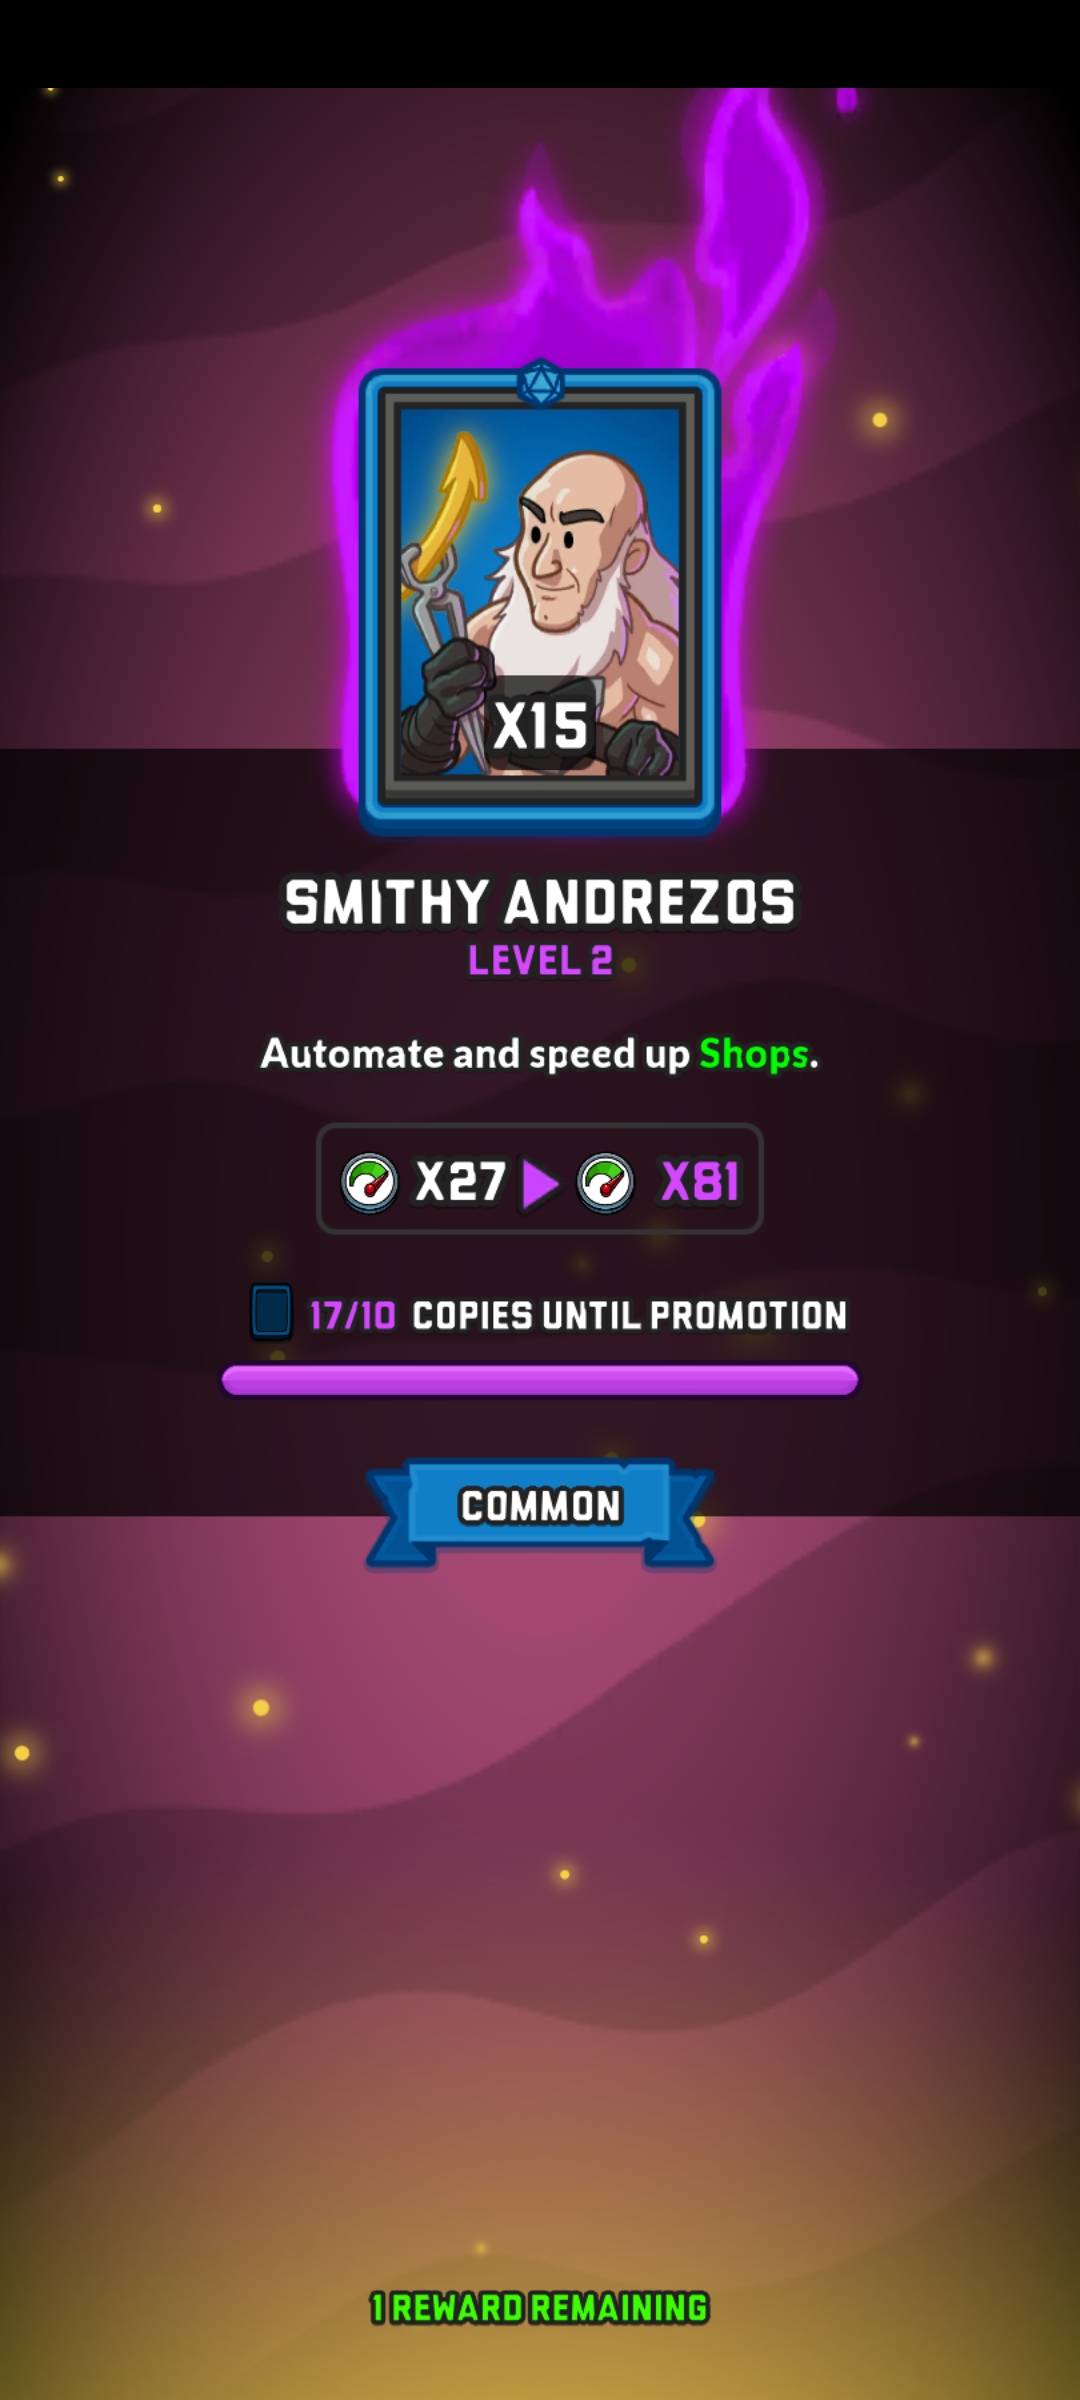 X15
SMITHY ANDREZOS
LEVEL 2
Automate and speed up Shops.
X27 X81
17/10 COPIES UNTIL PROMOTION
COMMON
1 REWARD REMAINING